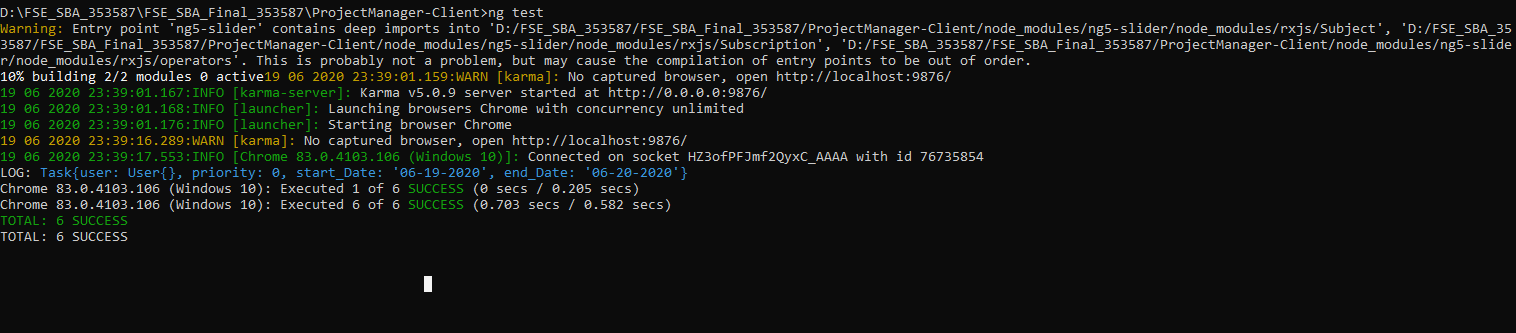 D:\FSE_SBA_353587\FSE_SBA_Final_353587\ProjectManager-Client>ng test
Warning: Entry point 'ng5-slider' contains deep imports into 'D:/FSE_SBA_353587/FSE_SBA_Final_353587/ProjectManager-Client/node_modules/ng5-slider/node_modules/rxjs/Subject', 'D:/FSE_SBA_35
3587/FSE_SBA_Final_353587/ProjectManager-Client/node_modules/ng5-slider/node_modules/rxjs/Subscription', 'D:/FSE_SBA_353587/FSE_SBA_Final_353587/ProjectManager-Client/node_modules/ng5-slide
r/node_modules/rxjs/operators'. This is probably not a problem, but may cause the compilation of entry points to be out of order.
10% building 2/2 modules 0 active19 06 2020 23:39:01.159:WARN [karma]: No captured browser, open http://localhost:9876/
19 06 2020 23:39:01.167:INFO [karma-server]: Karma v5.0.9 server started at http://0.0.0.0:9876/
19 06 2020 23:39:01.168:INFO [launcher]: Launching browsers Chrome with concurrency unlimited
19 06 2020 23:39:01.176:INFO [launcher]: Starting browser Chrome
19 06 2020 23:39:16.289:WARN [karma]: No captured browser, open http://localhost:9876/
19 06 2020 23:39:17.553:INFO [Chrome 83.0.4103.106 (Windows 10)]: Connected on socket HZ3ofPFJmf2QyxC_AAAA with id 76735854
LOG: Task{user: User{}, priority: 0, start_Date: '06-19-2020', end_Date: '06-20-2020'}
Chrome 83.0.4103.106 (Windows 10): Executed 1 of 6 SUCCESS (0 secs / 0.205 secs)
Chrome 83.0.4103.106 (Windows 10): Executed 6 of 6 SUCCESS (0.703 secs / 0.582 secs)
TOTAL: 6 SUCCESS
TOTAL: 6 SUCCESS